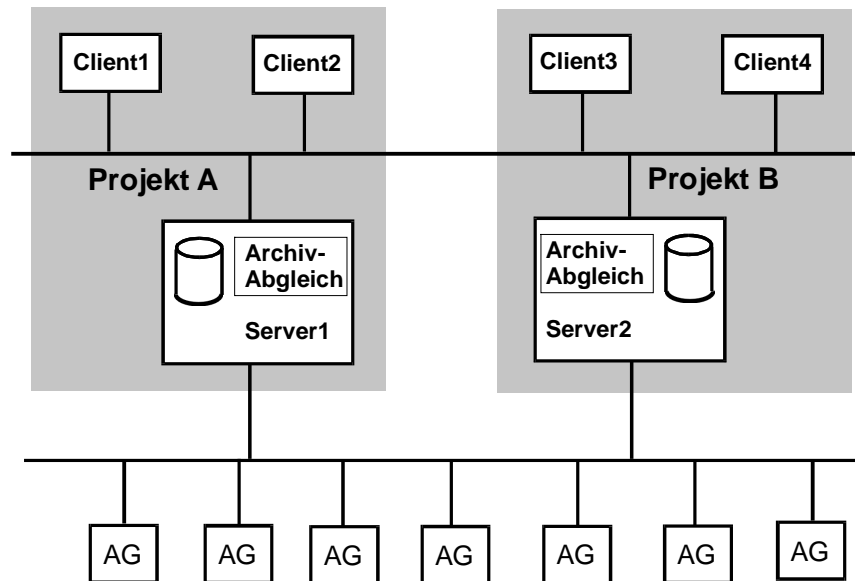 Client1
Client2
Client3
Client4
Projekt A
Projekt B
Archiv-
Abgleich
Server1
Archiv-
Abgleich
Server2
AG
AG
AG
AG
AG
AG
AG